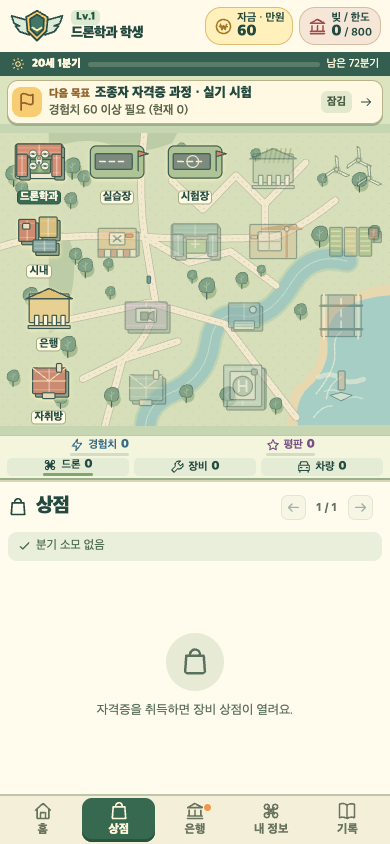 Lv.1
드론학과 학생
자금 · 만원
60
빚 / 한도
0 / 800
20세 1분기
남은 72분기
다음 목표 조종자 자격증 과정 · 실기 시험
경험치 60 이상 필요 (현재 0)
잠김
드론학과
실습장
시험장
시내
은행
H
자취방
경험치 0
평판 0
드론 0
장비 0
차량 0
상점
1 / 1
분기 소모 없음
자격증을 취득하면 장비 상점이 열려요.
홈
상점
은행
내 정보
기록